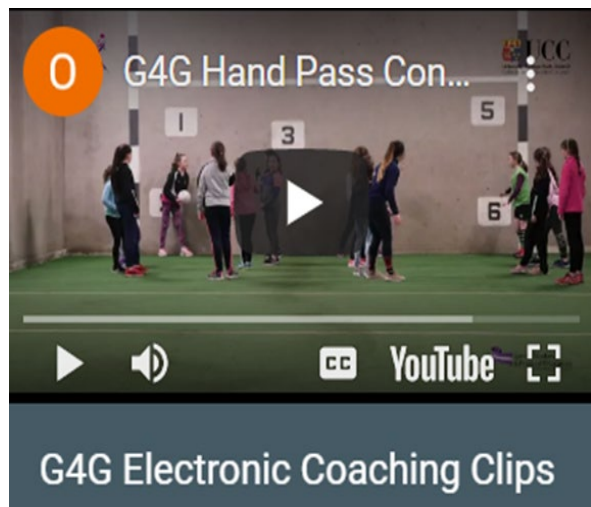 O G4G Hand Pass Con...
UCC
1
3
5
6
CC YouTube
G4G Electronic Coaching Clips